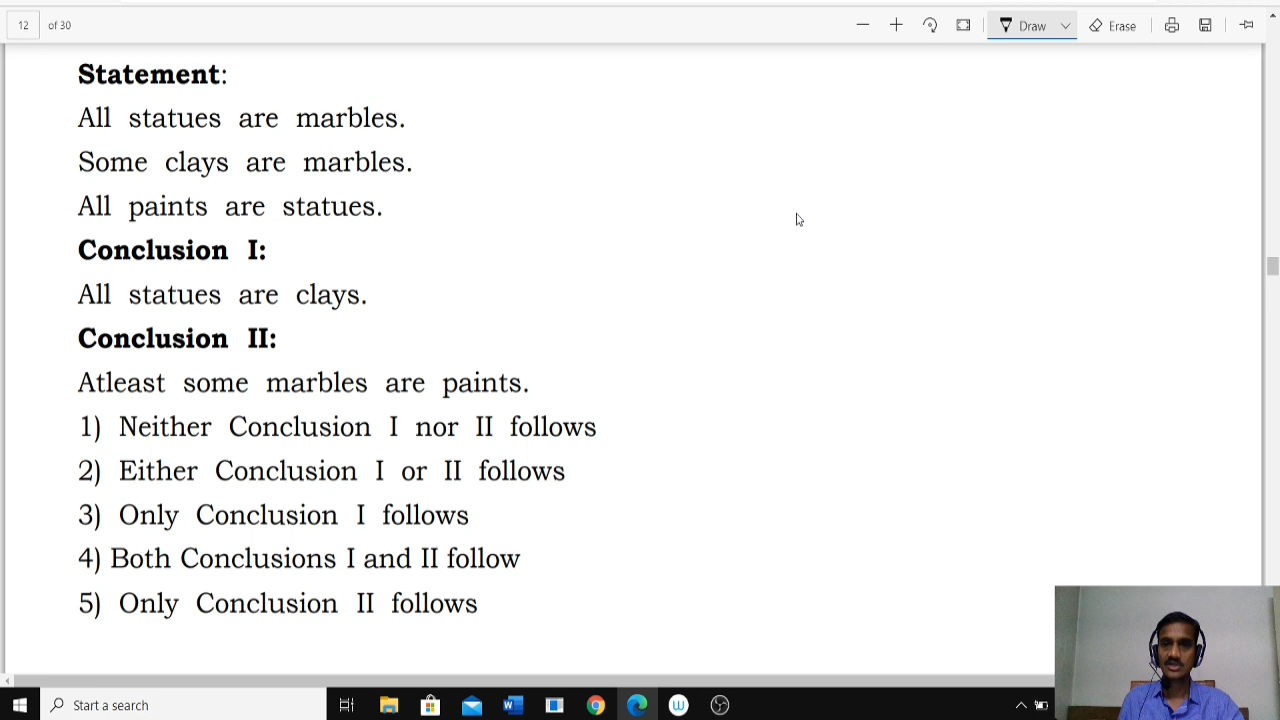 12 of 30
Draw
Erase
Statement:
All statues are marbles.
Some clays are marbles.
All paints are statues.
Conclusion I:
All statues are clays.
Conclusion II:
Atleast some marbles are paints.
1) Neither Conclusion I nor II follows
2) Either Conclusion I or II follows
3) Only Conclusion I follows
4) Both Conclusions I and II follow
5) Only Conclusion II follows
Start a search